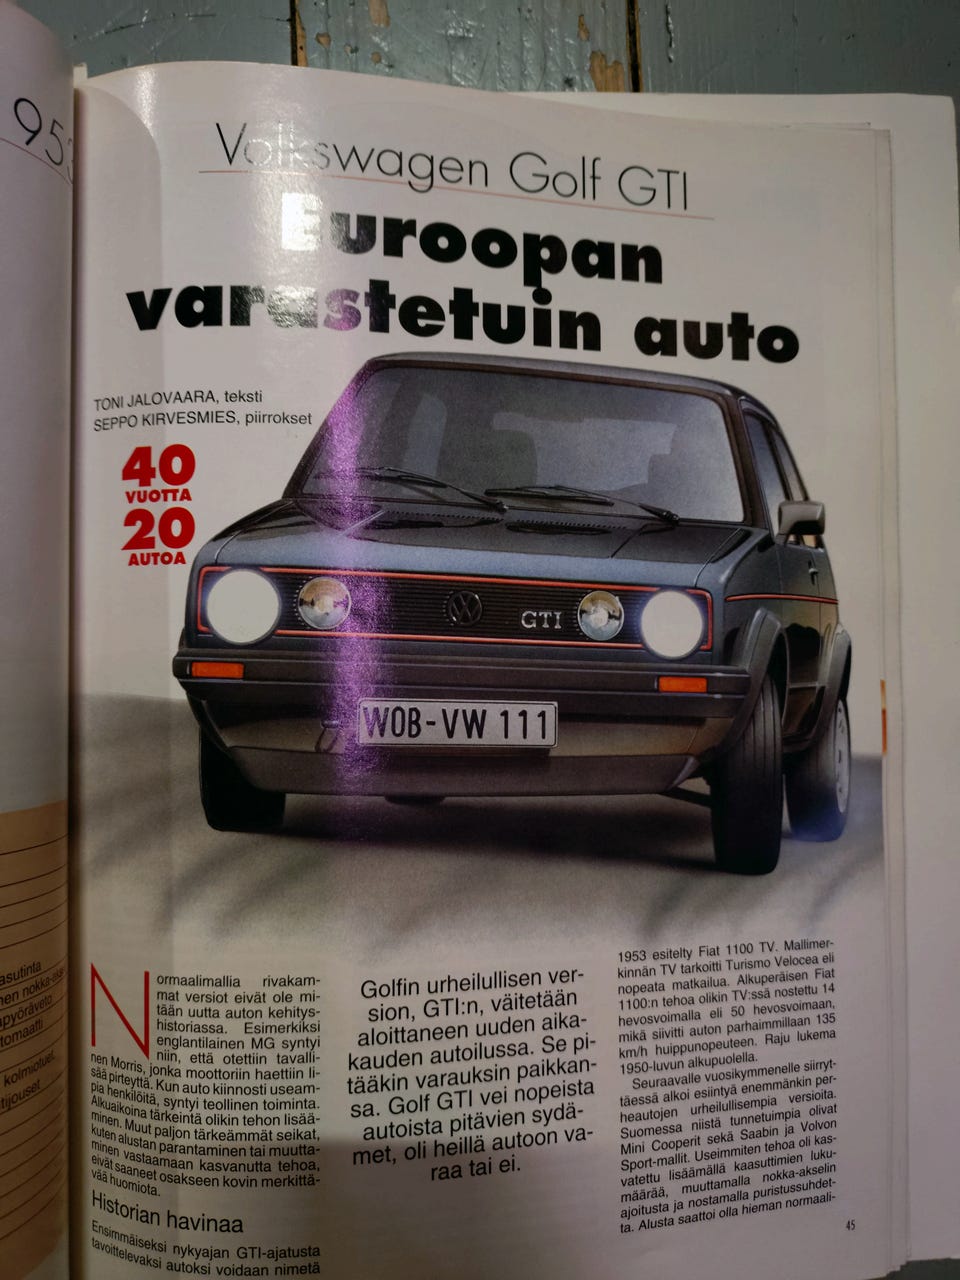 953
Volkswagen Golf GTI
Euroopan
varastetuin auto
TONI JALOVAARA, teksti
SEPPO KIRVESMIES, piirrokset
40
VUOTTA
20
AUTOA
GTI
WOB-VW 111
Normaalimallia rivakam-
mat versiot eivät ole mi-
tään uutta auton kehitys-
historiassa. Esimerkiksi
englantilainen MG syntyi
niin, että otettiin tavalli-
nen Morris, jonka moottoriin haettiin li-
sää pirteyttä. Kun auto kiinnosti useam-
pia henkilöitä, syntyi teollinen toiminta.
Alkuaikoina tärkeintä olikin tehon lisää-
minen. Muut paljon tärkeämmät seikat,
kuten alustan parantaminen tai muutta-
minen vastaamaan kasvanutta tehoa,
eivät saaneet osakseen kovin merkittä-
vää huomiota.
Historian havinaa
Ensimmäiseksi nykyajan GTI-ajatusta
tavoittelevaksi autoksi voidaan nimetä
Golfin urheilullisen ver-
sion, GTI:n, väitetään
aloittaneen uuden aika-
kauden autoilussa. Se pi-
tääkin varauksin paikkan-
sa. Golf GTI vei nopeista
autoista pitävien sydä-
met, oli heillä autoon va-
raa tai ei.
1953 esitelty Fiat 1100 TV. Mallimer-
kinnän TV tarkoitti Turismo Velocea eli
nopeata matkailua. Alkuperäisen Fiat
1100:n tehoa olikin TV:ssä nostettu 14
hevosvoimalla eli 50 hevosvoimaan,
mikä siivitti auton parhaimmillaan 135
km/h huippunopeuteen. Raju lukema
1950-luvun alkupuolella.
Seuraavalle vuosikymmenelle siirryt-
täessä alkoi esiintyä enemmänkin per-
heautojen urheilullisempia versioita.
Suomessa niistä tunnetuimpia olivat
Mini Cooperit sekä Saabin ja Volvon
Sport-mallit. Useimmiten tehoa oli kas-
vatettu lisäämällä kaasuttimien luku-
määrää, muuttamalla nokka-akselin
ajoitusta ja nostamalla puristussuhdet-
ta. Alusta saattoi olla hieman normaali-
45
asutinta
nen nokka-ak
apyöräveto
tomaatti
kolmiotuet,
tijouset